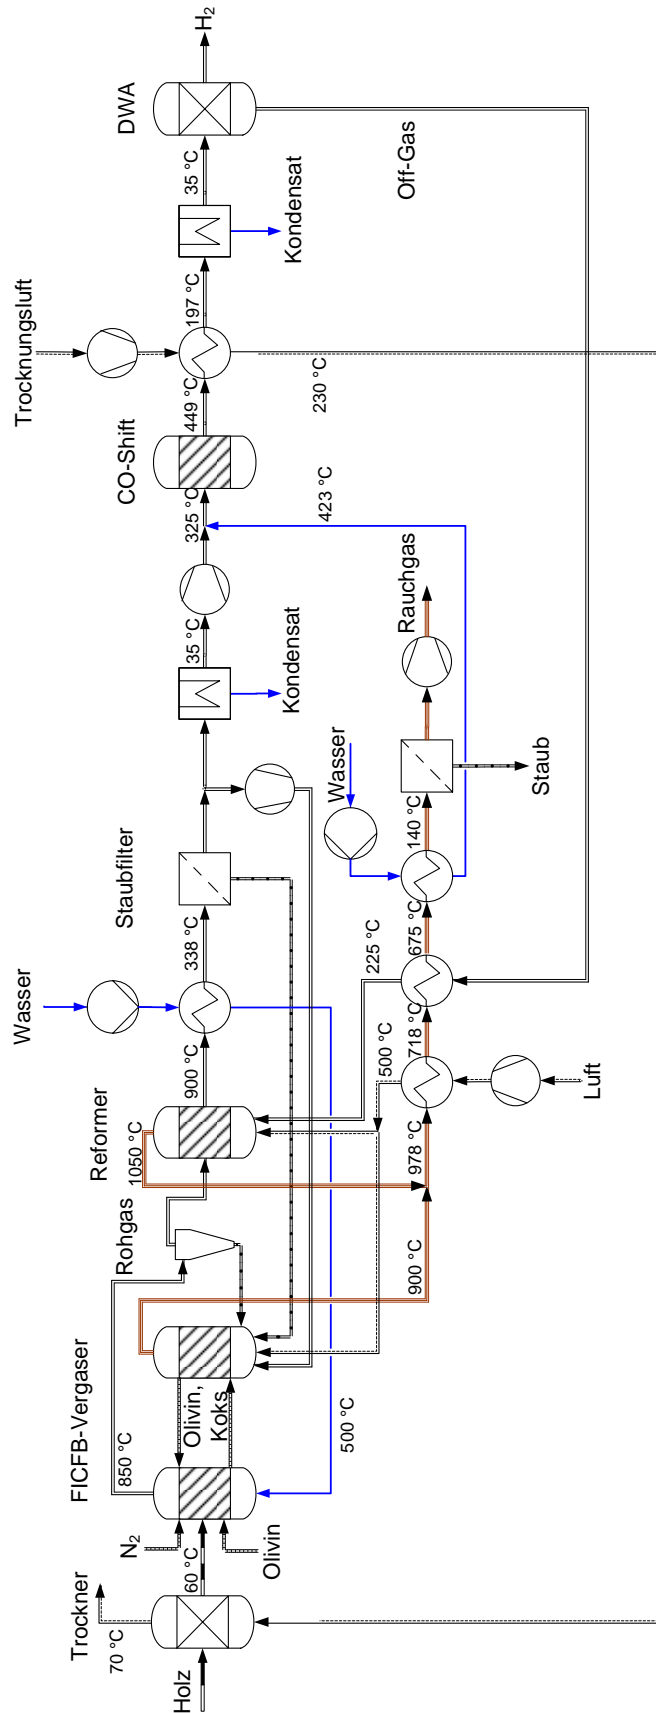 Holz
Trockner
70 °C
60 °C
N2
Olivin
FICFB-Vergaser
850 °C
Olivin,
Koks
500 °C
Rohgas
900 °C
Reformer
1050 °C
900 °C
978 °C
500 °C
Luft
718 °C
225 °C
675 °C
140 °C
Wasser
338 °C
Staubfilter
Wasser
Staub
Rauchgas
35 °C
Kondensat
325 °C
423 °C
CO-Shift
449 °C
Trocknungsluft
230 °C
197 °C
Kondensat
35 °C
DWA
Off-Gas
H2